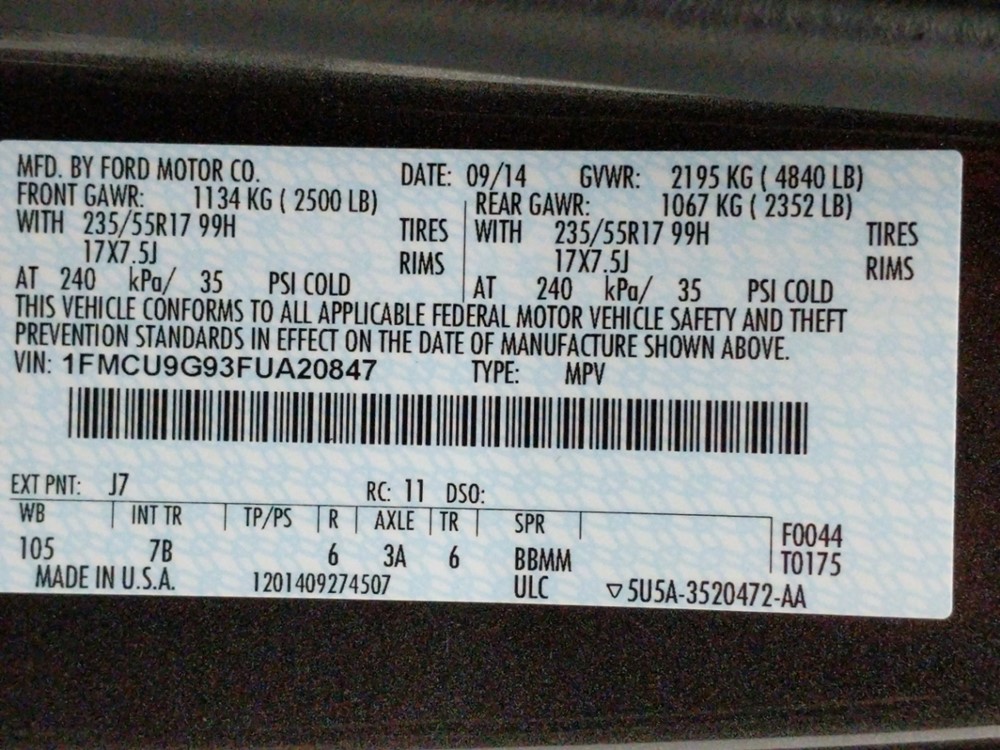 MFD. BY FORD MOTOR CO. DATE: 09/14 GVWR: 2195 KG ( 4840 LB)
FRONT GAWR: 1134 KG ( 2500 LB) REAR GAWR: 1067 KG ( 2352 LB)
WITH 235/55R17 99H TIRES WITH 235/55R17 99H TIRES
17X7.5J RIMS 17X7.5J RIMS
AT 240 kPa/ 35 PSI COLD AT 240 kPa/ 35 PSI COLD
THIS VEHICLE CONFORMS TO ALL APPLICABLE FEDERAL MOTOR VEHICLE SAFETY AND THEFT
PREVENTION STANDARDS IN EFFECT ON THE DATE OF MANUFACTURE SHOWN ABOVE.
VIN: 1FMCU9G93FUA20847 TYPE: MPV
EXT PNT: J7 RC: 11 DSO:
WB INT TR TP/PS R AXLE TR SPR F0044
105 7B 6 3A 6 BBMM T0175
MADE IN U.S.A. 1201409274507 ULC ▽5U5A-3520472-AA